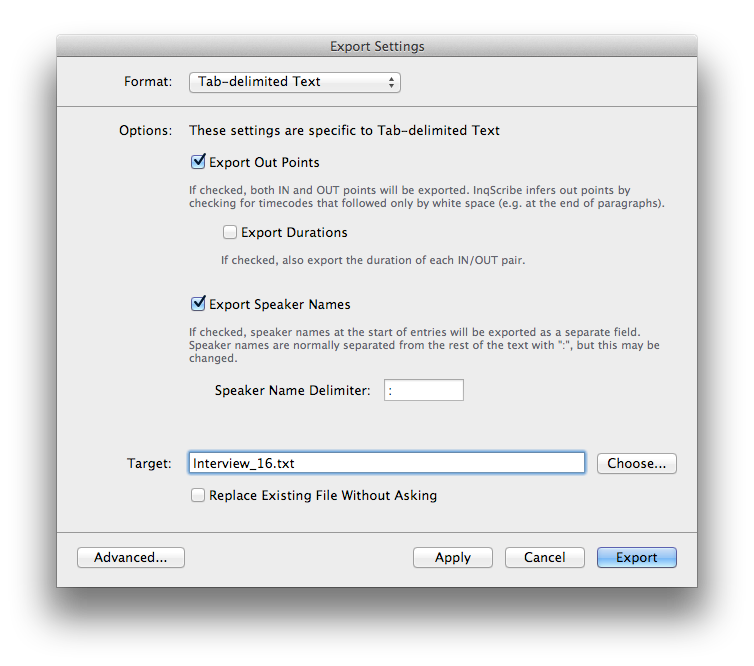 Export Settings
Format: Tab-delimited Text
Options: These settings are specific to Tab-delimited Text
Export Out Points
If checked, both IN and OUT points will be exported. InqScribe infers out points by
checking for timecodes that followed only by white space (e.g. at the end of paragraphs).
Export Durations
If checked, also export the duration of each IN/OUT pair.
Export Speaker Names
If checked, speaker names at the start of entries will be exported as a separate field.
Speaker names are normally separated from the rest of the text with ":", but this may be
changed.
Speaker Name Delimiter: :
Target: Interview_16.txt Choose...
Replace Existing File Without Asking
Advanced... Apply Cancel Export